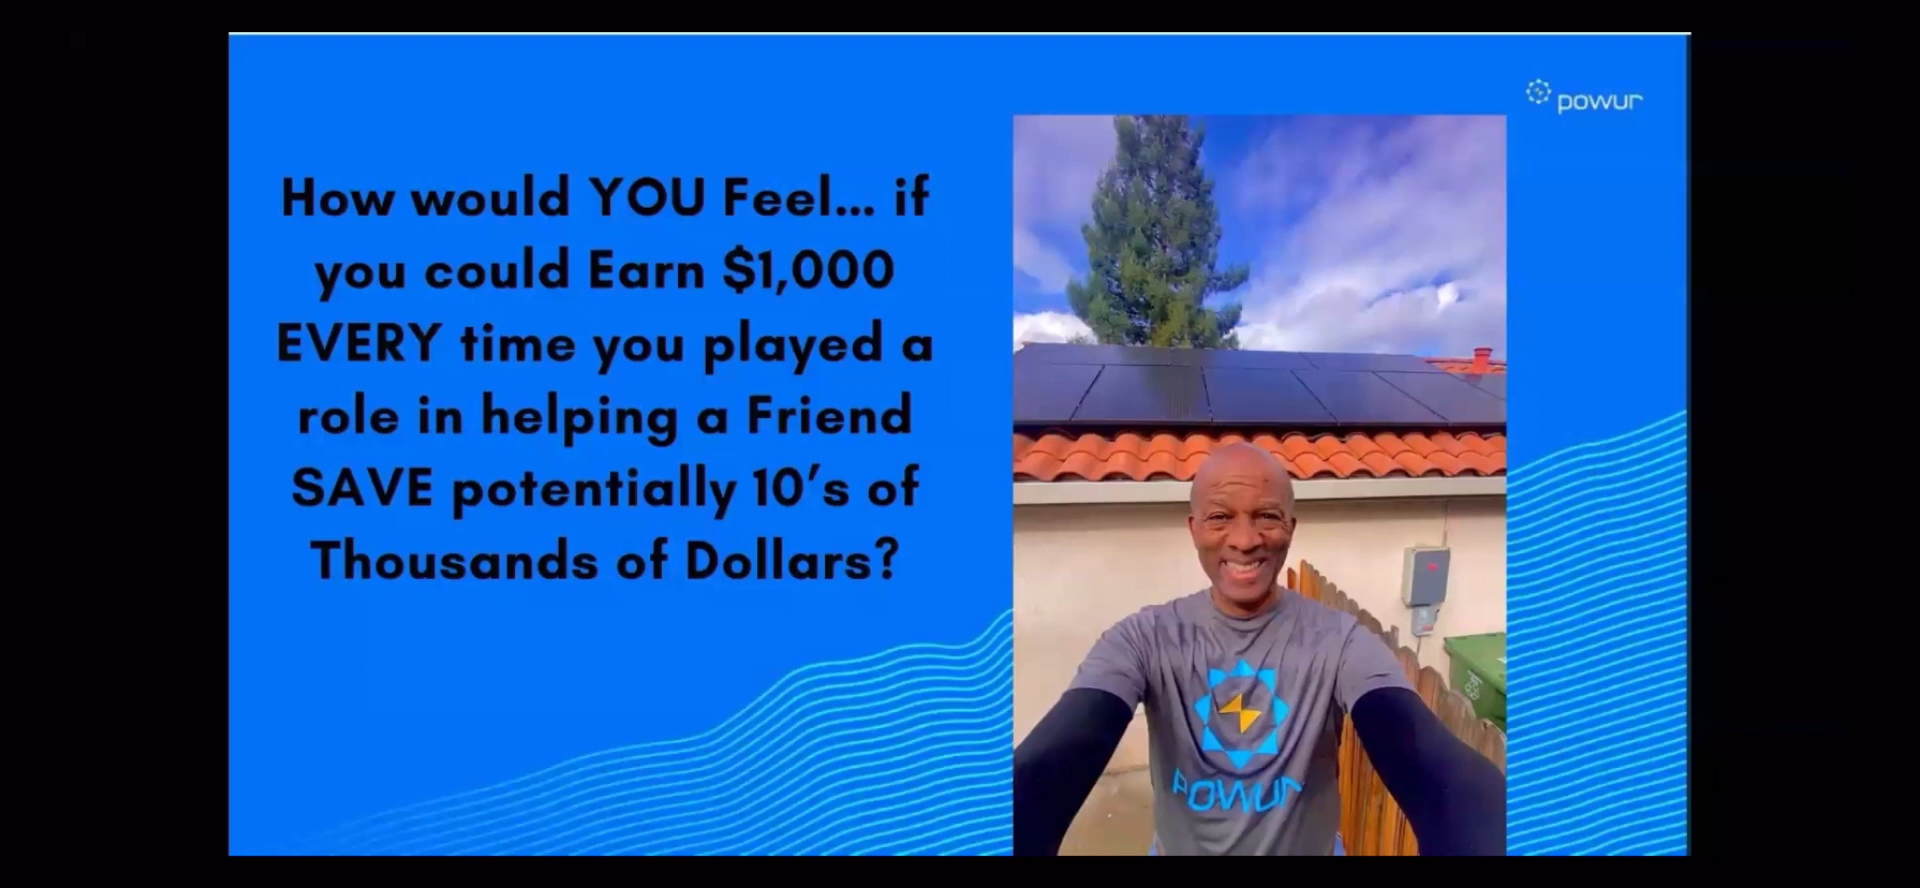 powur
How would YOU Feel... if
you could Earn $1,000
EVERY time you played a
role in helping a Friend
SAVE potentially 10’s of
Thousands of Dollars?
POWUr